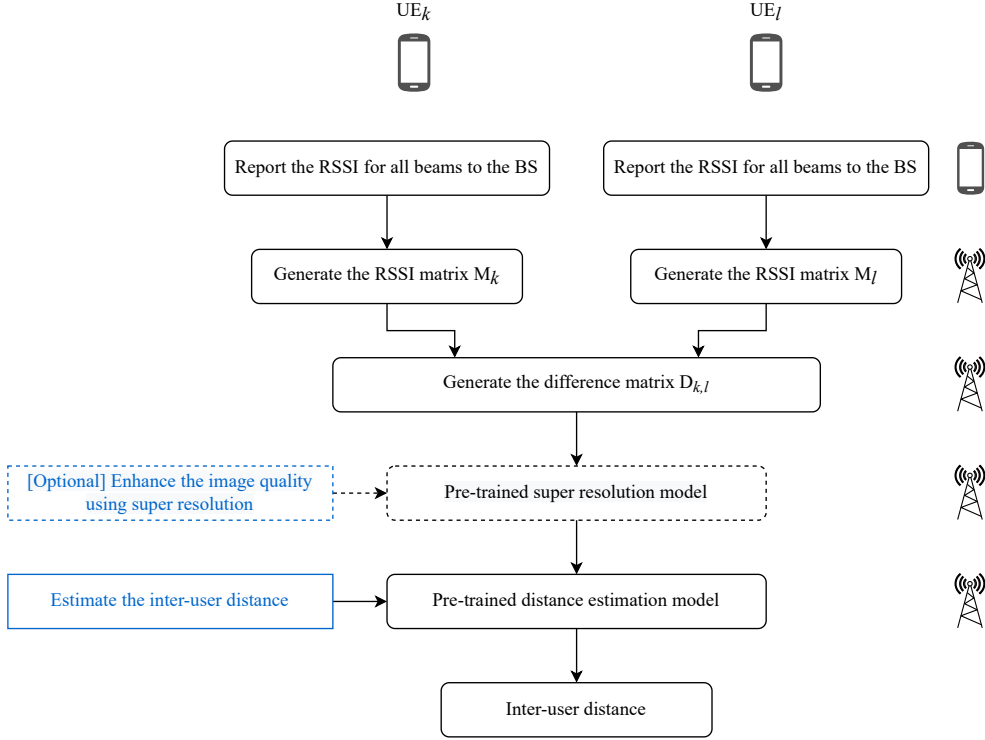 UEk
UEl
Report the RSSI for all beams to the BS
Report the RSSI for all beams to the BS
Generate the RSSI matrix Mk
Generate the RSSI matrix Ml
Generate the difference matrix Dk,l
[Optional] Enhance the image quality
using super resolution
Pre-trained super resolution model
Estimate the inter-user distance
Pre-trained distance estimation model
Inter-user distance